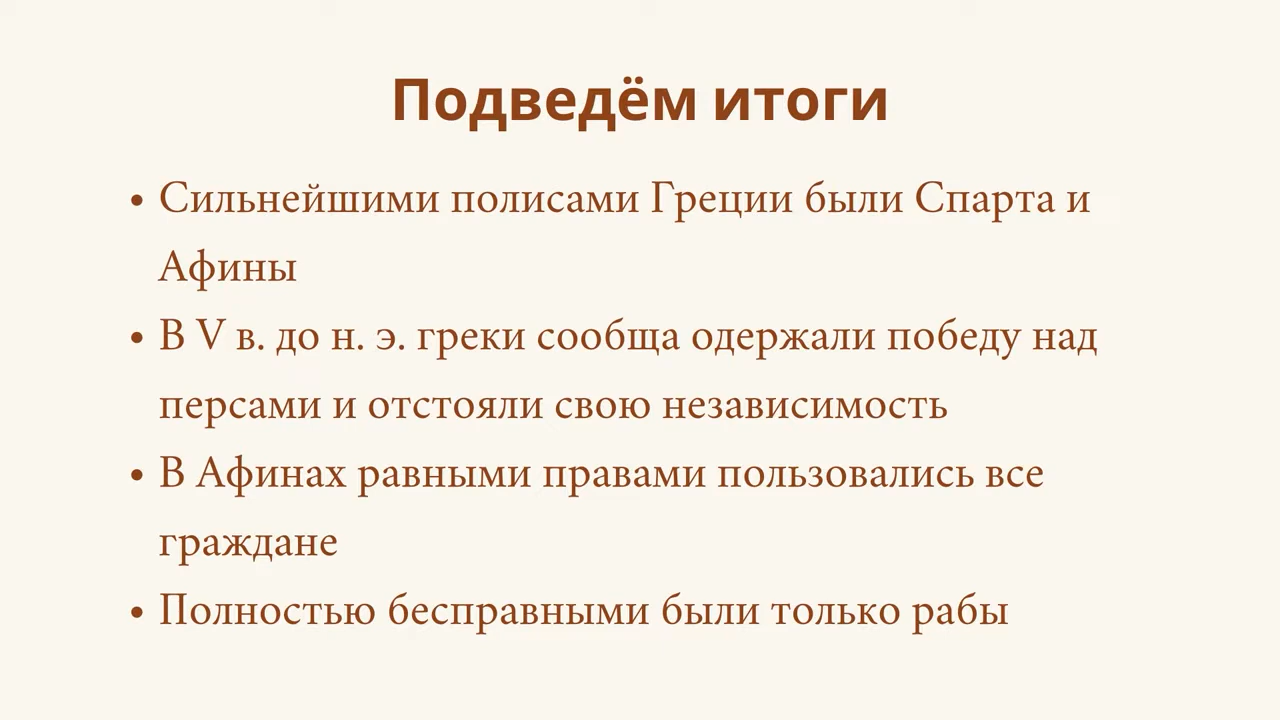 Подведём итоги
• Сильнейшими полисами Греции были Спарта и
Афины
• В V в. до н. э. греки сообща одержали победу над
персами и отстояли свою независимость
• В Афинах равными правами пользовались все
граждане
• Полностью бесправными были только рабы